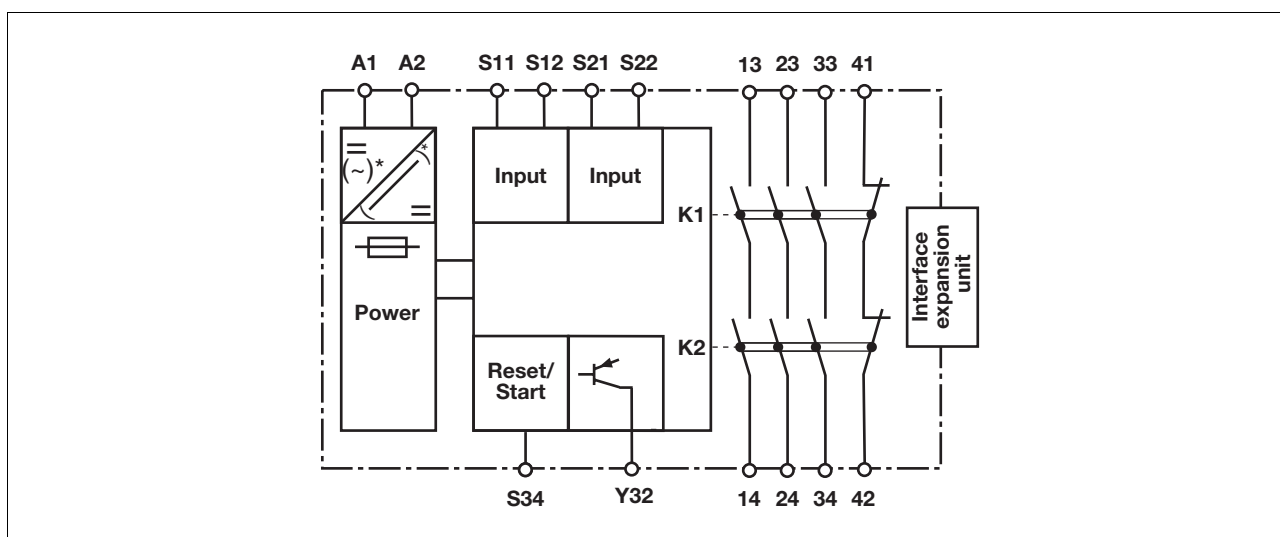 A1 A2 S11 S12 S21 S22 13 23 33 41
(~)* *
Input Input
K1
Interface
expansion
unit
Power
K2
Reset/
Start
S34 Y32 14 24 34 42